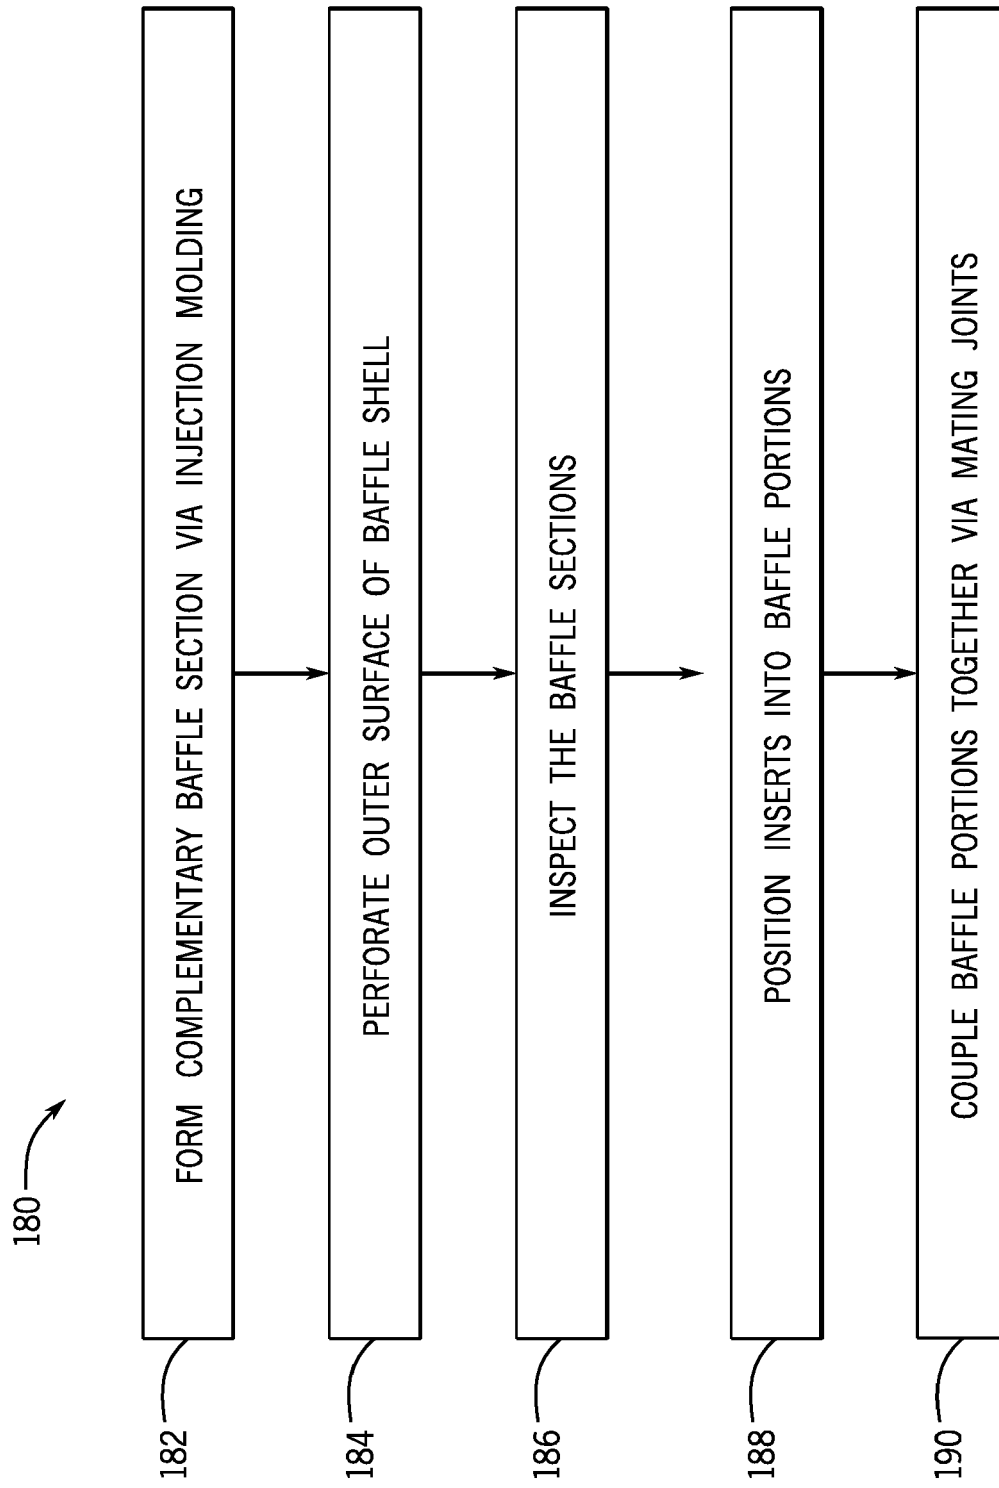 180
182
FORM COMPLEMENTARY BAFFLE SECTION VIA INJECTION MOLDING
184
PERFORATE OUTER SURFACE OF BAFFLE SHELL
186
INSPECT THE BAFFLE SECTIONS
188
POSITION INSERTS INTO BAFFLE PORTIONS
190
COUPLE BAFFLE PORTIONS TOGETHER VIA MATING JOINTS